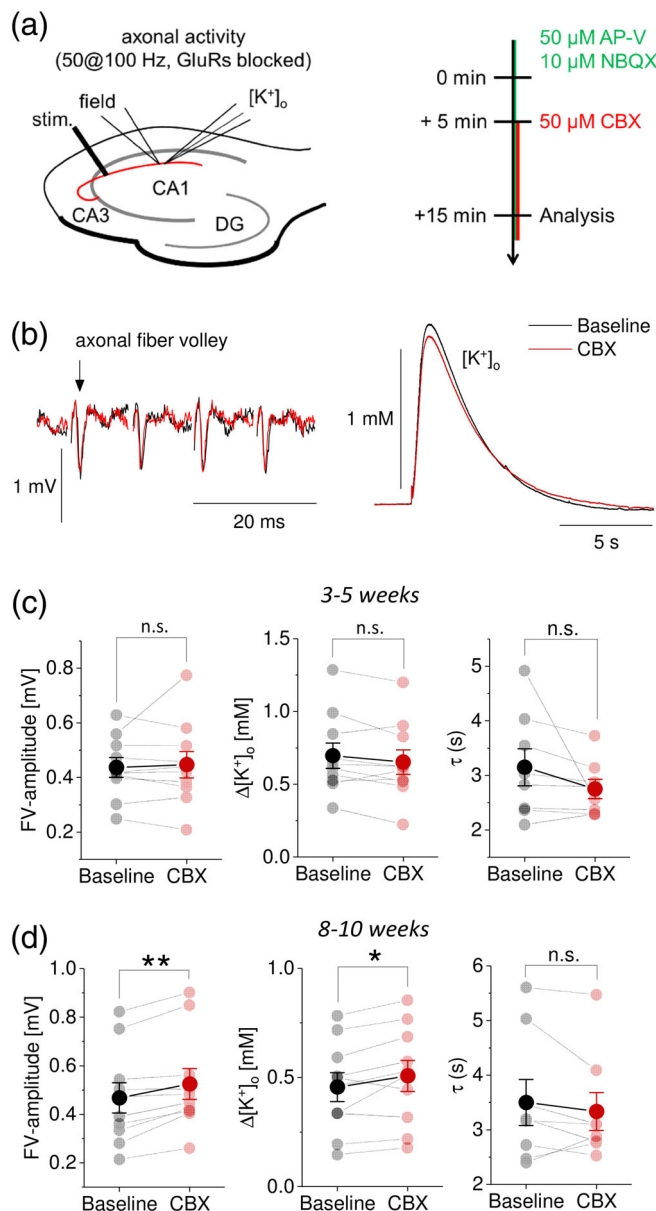 (a)
axonal activity
(50@100 Hz, GluRs blocked)
field
[K⁺]ₒ
stim.
CA1
CA3
DG
50 µM AP-V
10 µM NBQX
0 min
+ 5 min
50 µM CBX
+15 min
Analysis
(b)
axonal fiber volley
1 mV
20 ms
Baseline
CBX
[K⁺]ₒ
1 mM
5 s
(c)
3-5 weeks
n.s.
n.s.
n.s.
FV-amplitude [mV]
0.8
0.6
0.4
0.2
Baseline CBX
Δ[K⁺]ₒ [mM]
1.5
1.0
0.5
0.0
Baseline CBX
τ (s)
5
4
3
2
Baseline CBX
(d)
8-10 weeks
**
*
n.s.
FV-amplitude [mV]
1.0
0.8
0.6
0.4
0.2
Baseline CBX
Δ[K⁺]ₒ [mM]
1.0
0.5
0.0
Baseline CBX
τ (s)
6
5
4
3
2
Baseline CBX